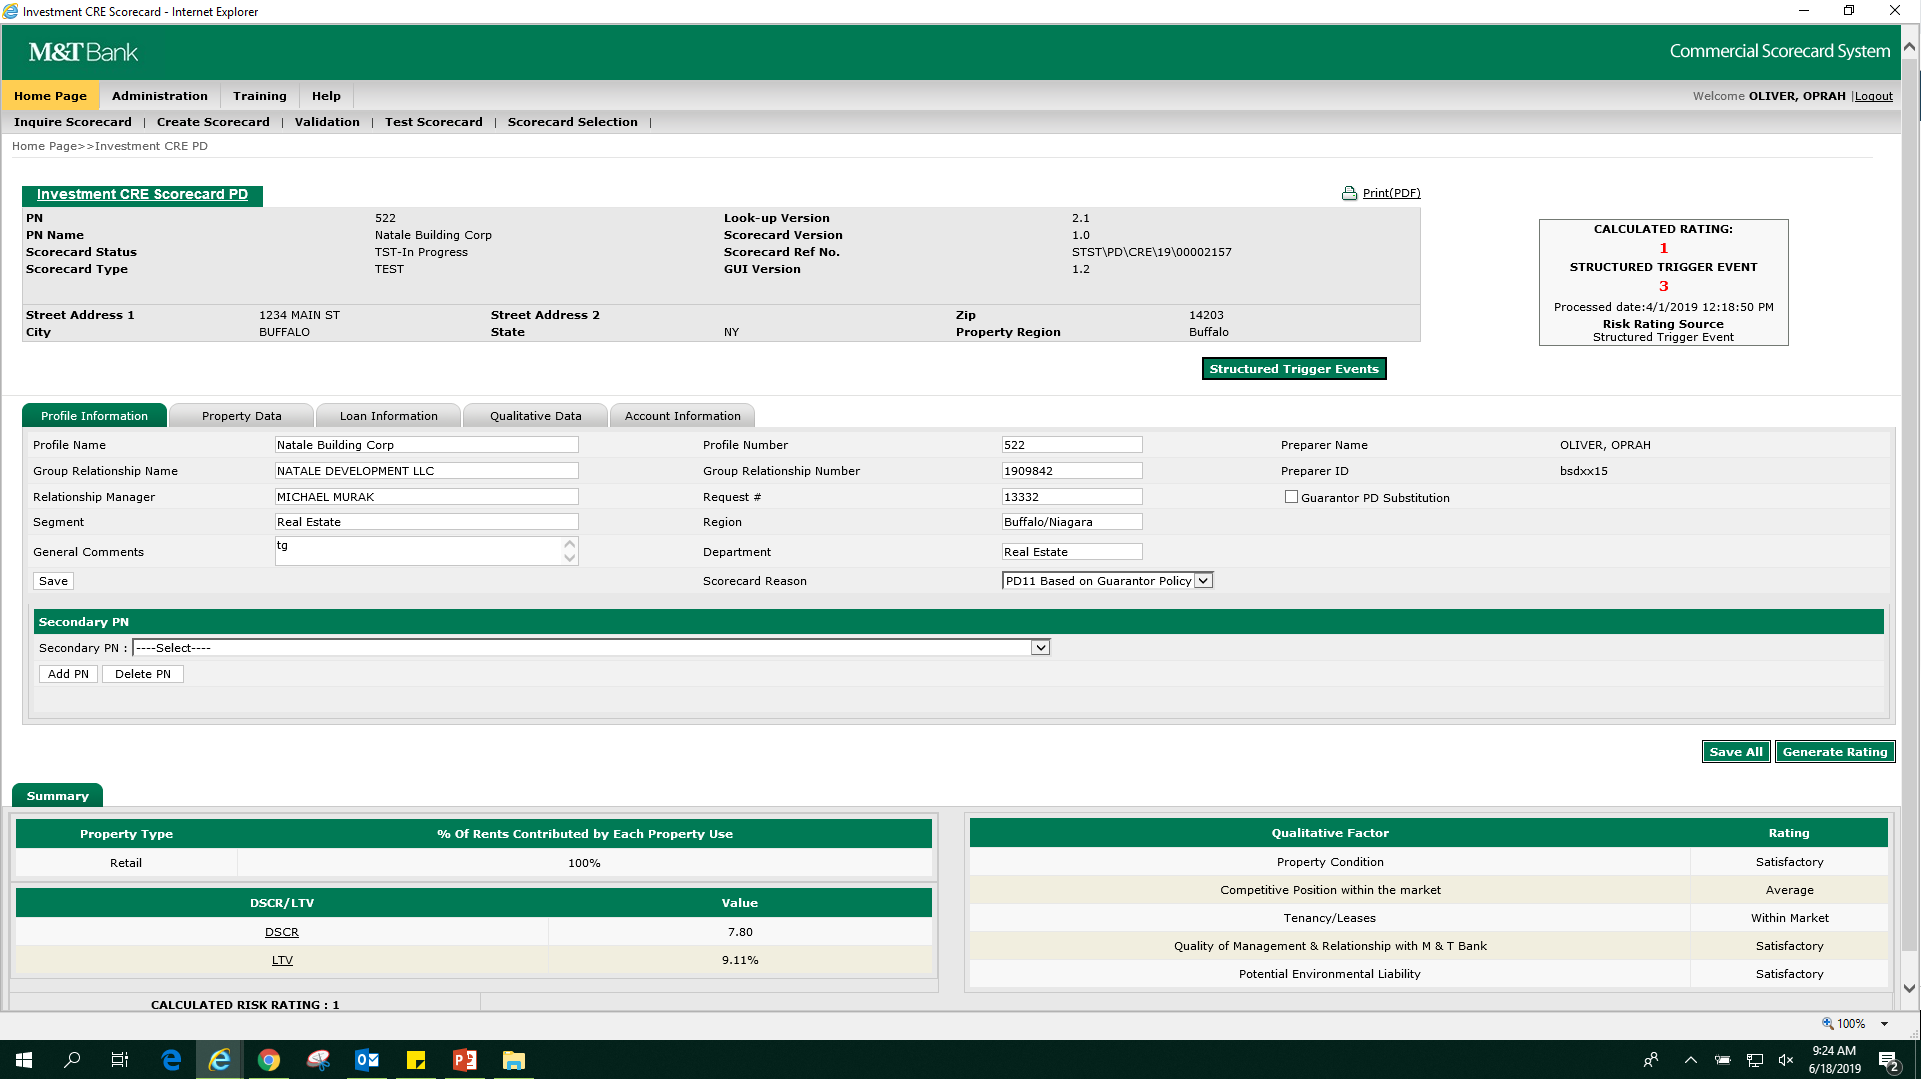 Investment CRE Scorecard - Internet Explorer
M&T Bank
Commercial Scorecard System
Home Page Administration Training Help
Welcome OLIVER, OPRAH |Logout
Inquire Scorecard | Create Scorecard | Validation | Test Scorecard | Scorecard Selection |
Home Page>>Investment CRE PD
Investment CRE Scorecard PD
Print(PDF)
PN 522 Look-up Version 2.1
PN Name Natale Building Corp Scorecard Version 1.0
Scorecard Status TST-In Progress Scorecard Ref No. STST\PD\CRE\19\00002157
Scorecard Type TEST GUI Version 1.2
Street Address 1 1234 MAIN ST Street Address 2 Zip 14203
City BUFFALO State NY Property Region Buffalo
CALCULATED RATING:
1
STRUCTURED TRIGGER EVENT
3
Processed date:4/1/2019 12:18:50 PM
Risk Rating Source
Structured Trigger Event
Structured Trigger Events
Profile Information Property Data Loan Information Qualitative Data Account Information
Profile Name Natale Building Corp Profile Number 522 Preparer Name OLIVER, OPRAH
Group Relationship Name NATALE DEVELOPMENT LLC Group Relationship Number 1909842 Preparer ID bsdxx15
Relationship Manager MICHAEL MURAK Request # 13332 Guarantor PD Substitution
Segment Real Estate Region Buffalo/Niagara
General Comments tg Department Real Estate
Save Scorecard Reason PD11 Based on Guarantor Policy
Secondary PN
Secondary PN : ----Select----
Add PN Delete PN
Save All Generate Rating
Summary
Property Type % Of Rents Contributed by Each Property Use
Retail 100%
DSCR/LTV Value
DSCR 7.80
LTV 9.11%
CALCULATED RISK RATING : 1
Qualitative Factor Rating
Property Condition Satisfactory
Competitive Position within the market Average
Tenancy/Leases Within Market
Quality of Management & Relationship with M & T Bank Satisfactory
Potential Environmental Liability Satisfactory
100%
9:24 AM
6/18/2019
2